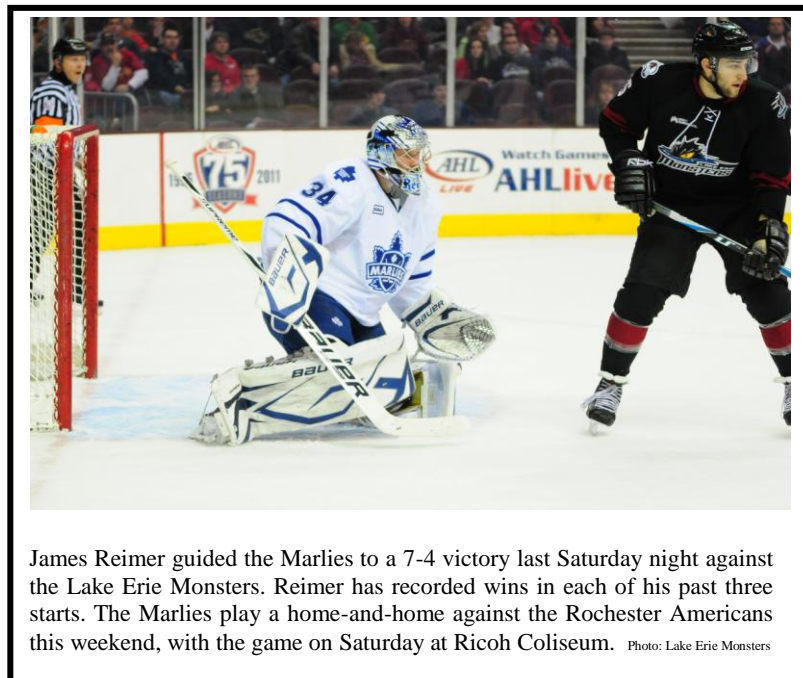 75
2011
AHL
LIVE
Watch Games
AHLlive
34
MARLIES
Monsters
BAUER
BAUER
BAUER
BAUER
James Reimer guided the Marlies to a 7-4 victory last Saturday night against
the Lake Erie Monsters. Reimer has recorded wins in each of his past three
starts. The Marlies play a home-and-home against the Rochester Americans
this weekend, with the game on Saturday at Ricoh Coliseum. Photo: Lake Erie Monsters